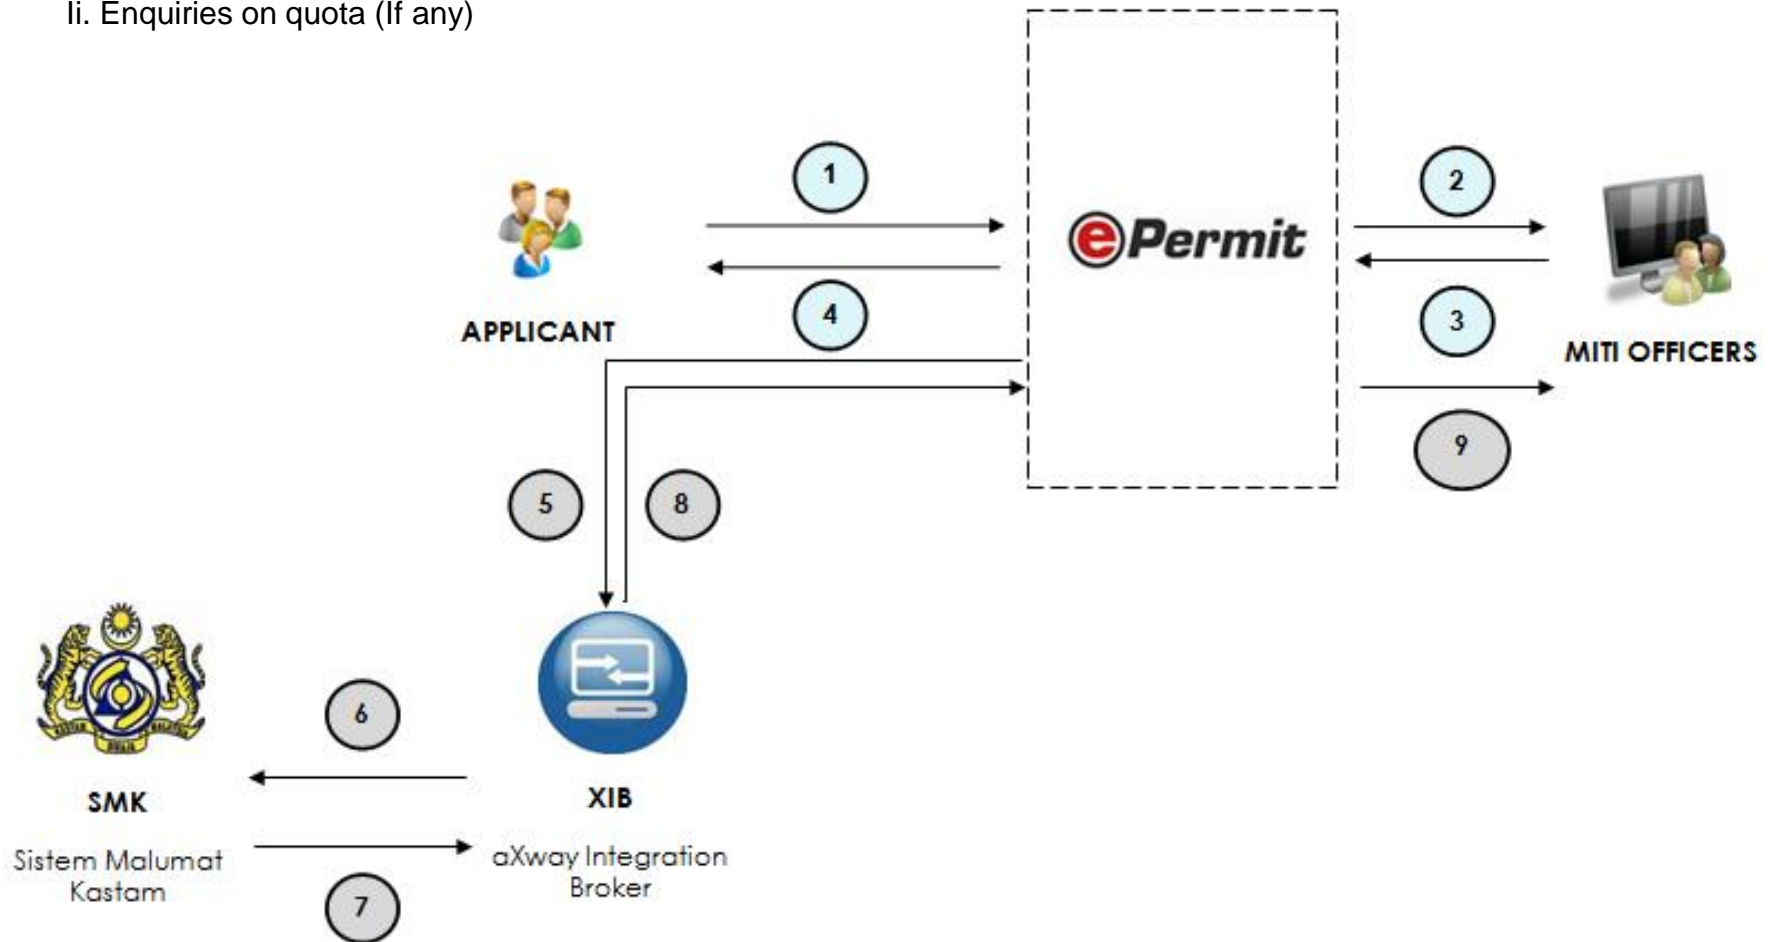 Ii. Enquiries on quota (If any)
1
2
ePermit
4
3
APPLICANT
MITI OFFICERS
9
5
8
6
SMK
XIB
Sistem Malumat
Kastam
aXway Integration
Broker
7